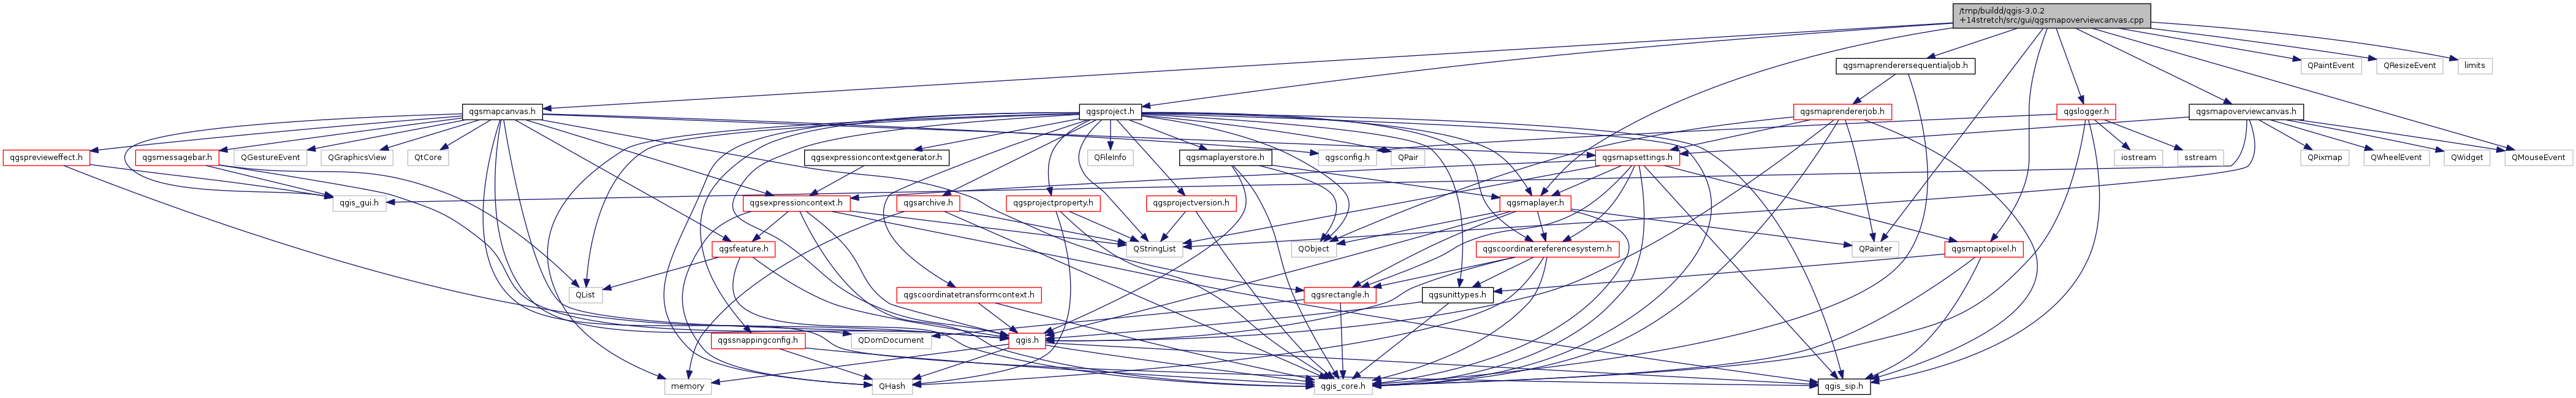 /tmp/buildd/qgis-3.0.2
+14stretch/src/gui/qgsmapoverviewcanvas.cpp
qgsmaprenderersequentialjob.h
QPaintEvent
QResizeEvent
limits
qgsmapcanvas.h
qgsproject.h
qgsmaprendererjob.h
qgslogger.h
qgsmapoverviewcanvas.h
qgsprevieweffect.h
qgsmessagebar.h
QGestureEvent
QGraphicsView
QtCore
qgsexpressioncontextgenerator.h
QFileInfo
qgsmaplayerstore.h
qgsconfig.h
QPair
qgsmapsettings.h
iostream
sstream
QPixmap
QWheelEvent
QWidget
QMouseEvent
qgis_gui.h
qgsexpressioncontext.h
qgsarchive.h
qgsprojectproperty.h
qgsprojectversion.h
qgsmaplayer.h
qgsfeature.h
QStringList
QObject
qgscoordinatereferencesystem.h
QPainter
qgsmaptopixel.h
QList
qgscoordinatetransformcontext.h
qgsrectangle.h
qgsunittypes.h
qgssnappingconfig.h
QDomDocument
qgis.h
memory
QHash
qgis_core.h
qgis_sip.h